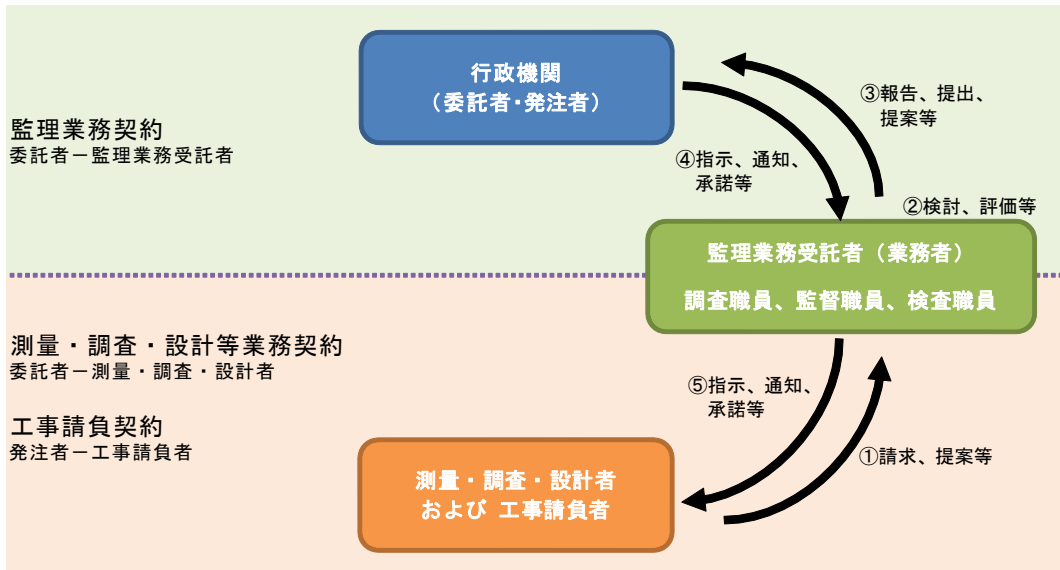 行政機関
（委託者・発注者）
③報告、提出、
提案等
監理業務契約
委託者－監理業務受託者
④指示、通知、
承諾等
②検討、評価等
監理業務受託者（業務者）
調査職員、監督職員、検査職員
測量・調査・設計等業務契約
委託者－測量・調査・設計者
⑤指示、通知、
承諾等
工事請負契約
発注者－工事請負者
①請求、提案等
測量・調査・設計者
および 工事請負者